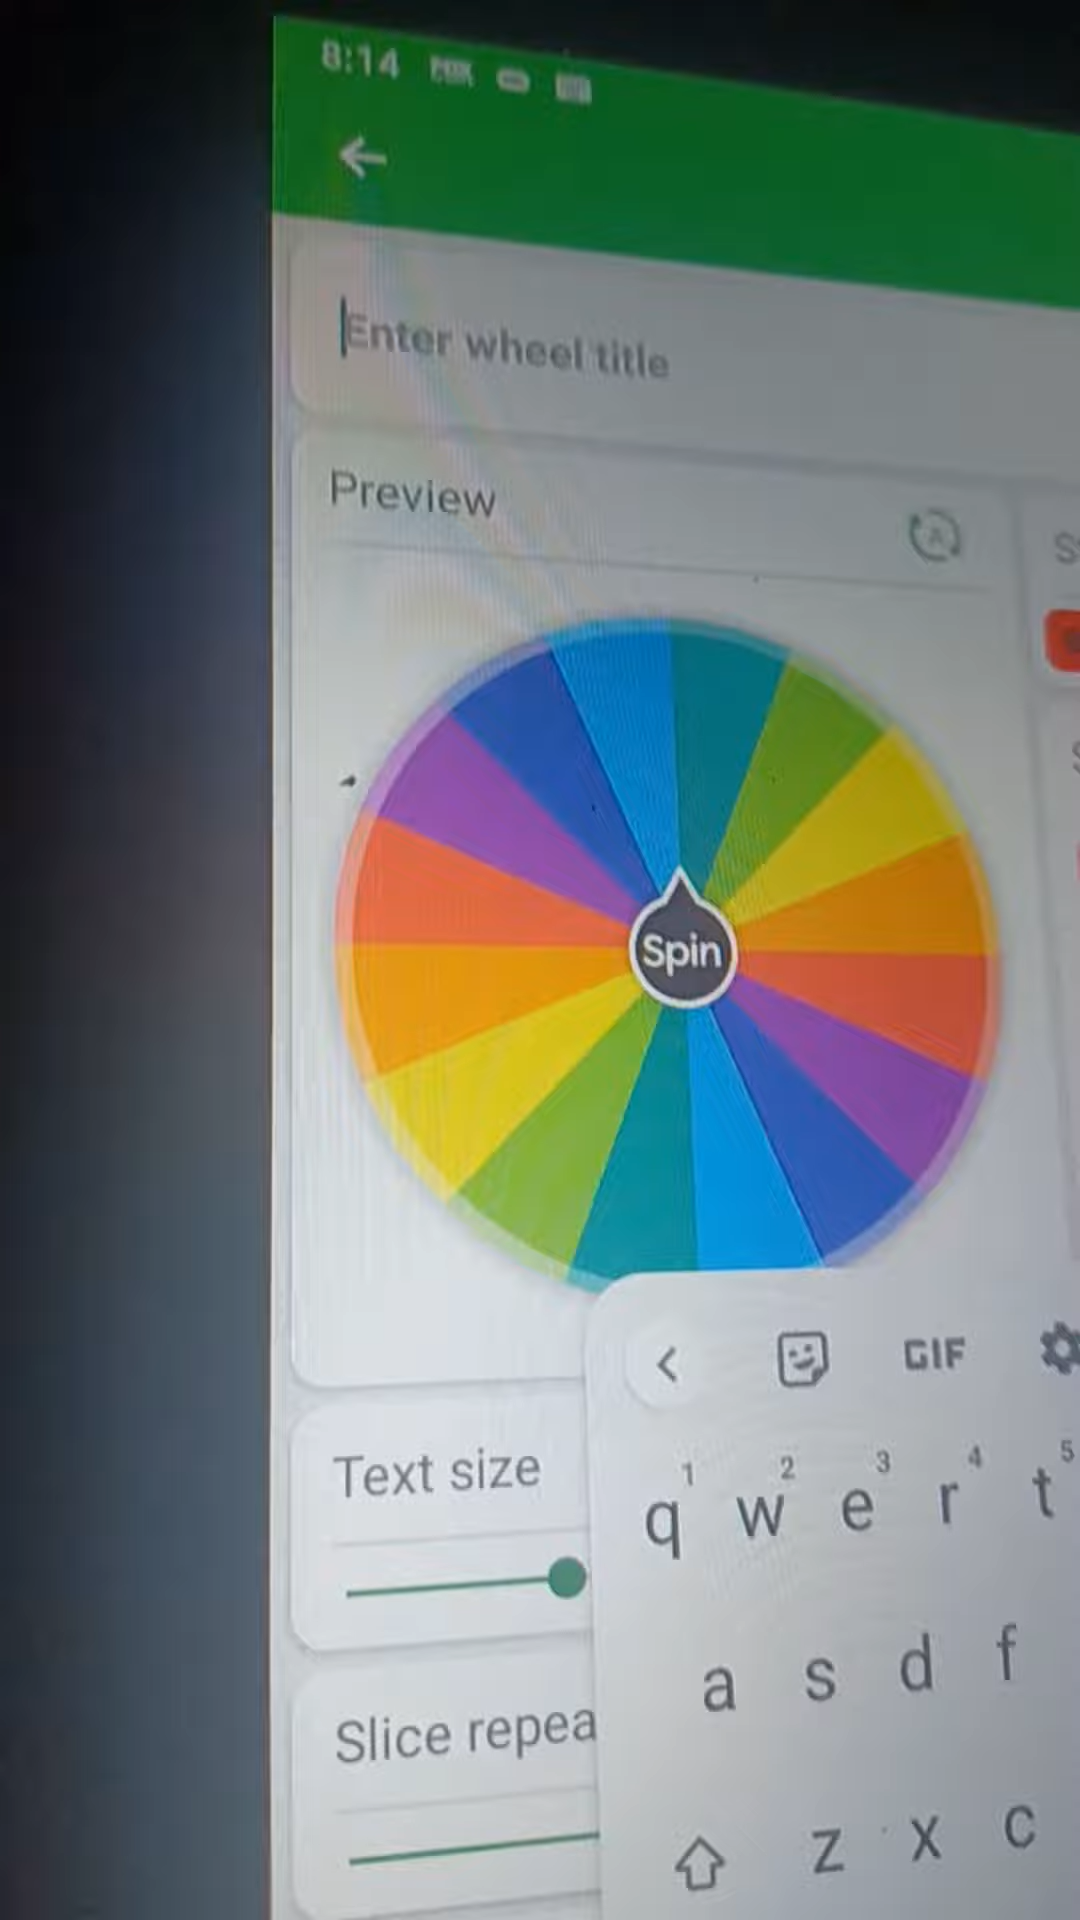 8:14
Enter wheel title
Preview
Spin
GIF
Text size
1 2 3 4 5
q w e r t
a s d f
Slice repea
z x c